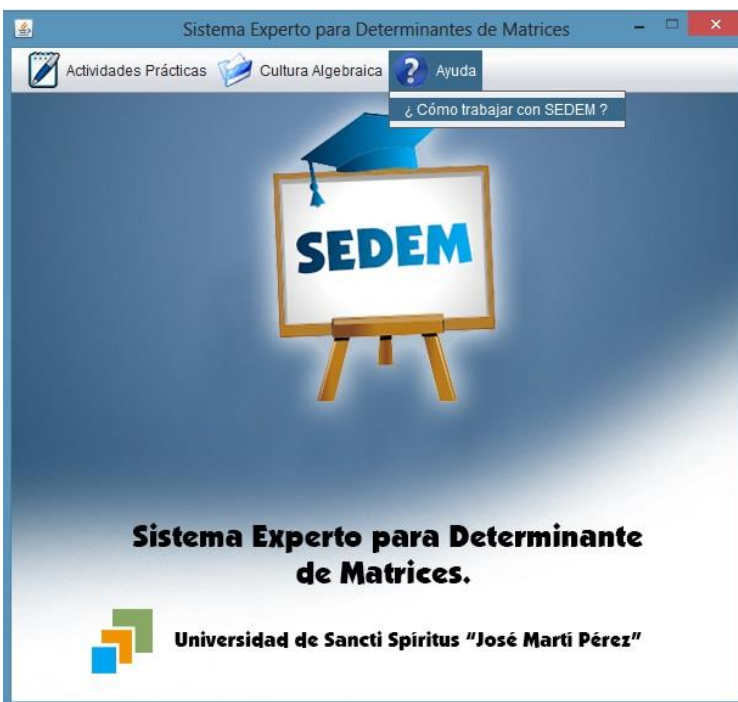 Sistema Experto para Determinantes de Matrices
Actividades Prácticas Cultura Algebraica ? Ayuda
¿ Cómo trabajar con SEDEM ?
SEDEM
Sistema Experto para Determinante
de Matrices.
Universidad de Sancti Spíritus “José Martí Pérez”